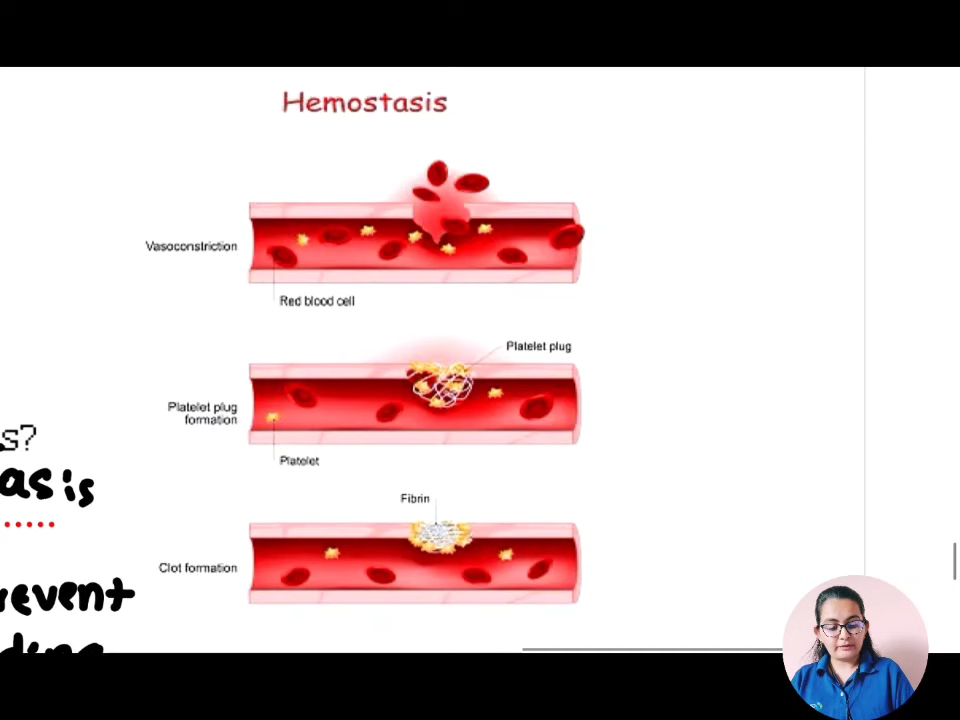 Hemostasis
Vasoconstriction
Red blood cell
Platelet plug
Platelet plug
formation
s?
asis
Platelet
Fibrin
Clot formation
revent